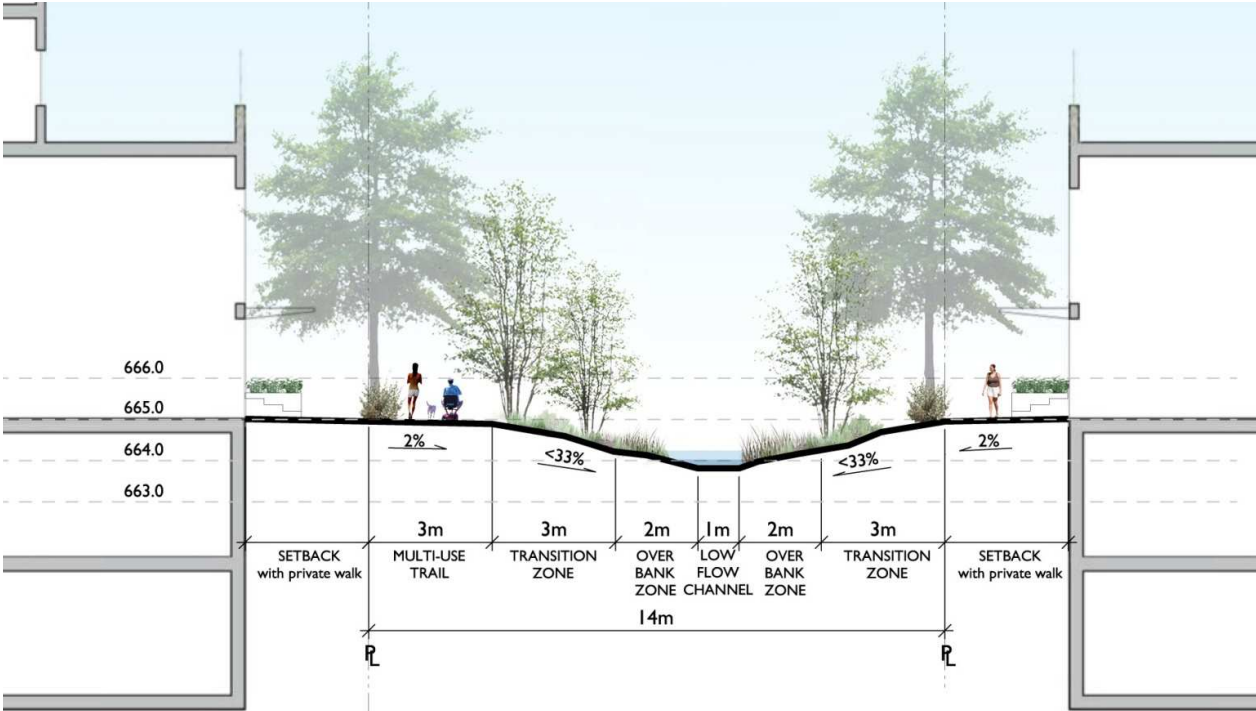 666.0
665.0
664.0
663.0
2%
<33%
<33%
2%
3m
3m
2m
1m
2m
3m
SETBACK
with private walk
MULTI-USE
TRAIL
TRANSITION
ZONE
OVER
BANK
ZONE
LOW
FLOW
CHANNEL
OVER
BANK
ZONE
TRANSITION
ZONE
SETBACK
with private walk
14m
PL
PL